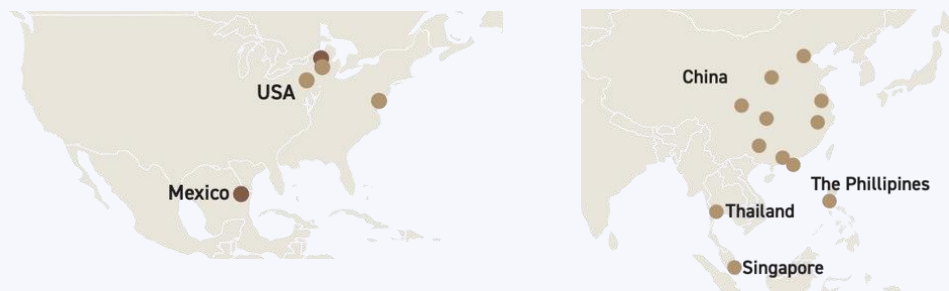 USA
Mexico
China
The Phillipines
Thailand
Singapore